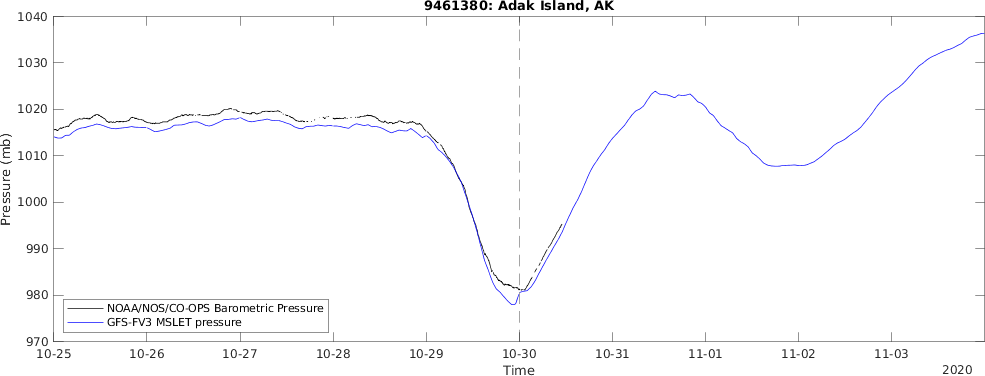 9461380: Adak Island, AK
1040
1030
1020
1010
1000
990
980
970
Pressure (mb)
NOAA/NOS/CO-OPS Barometric Pressure
GFS-FV3 MSLET pressure
10-25 10-26 10-27 10-28 10-29 10-30 10-31 11-01 11-02 11-03
Time
2020